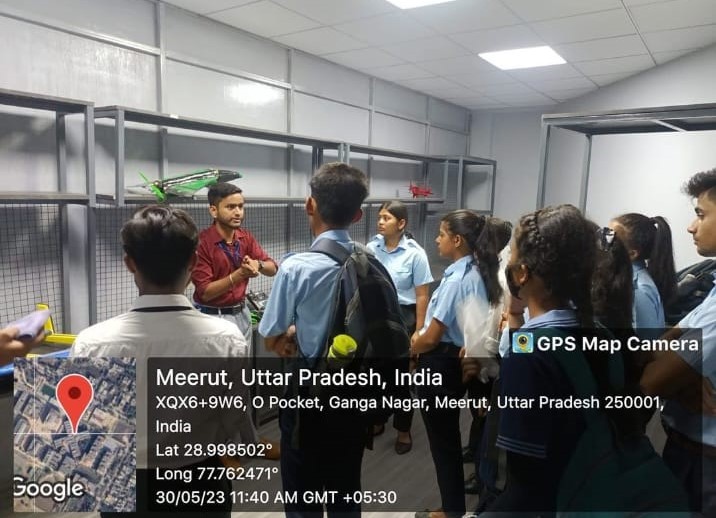 GPS Map Camera
Meerut, Uttar Pradesh, India
XQX6+9W6, O Pocket, Ganga Nagar, Meerut, Uttar Pradesh 250001,
India
Lat 28.998502°
Long 77.762471°
30/05/23 11:40 AM GMT +05:30
Google